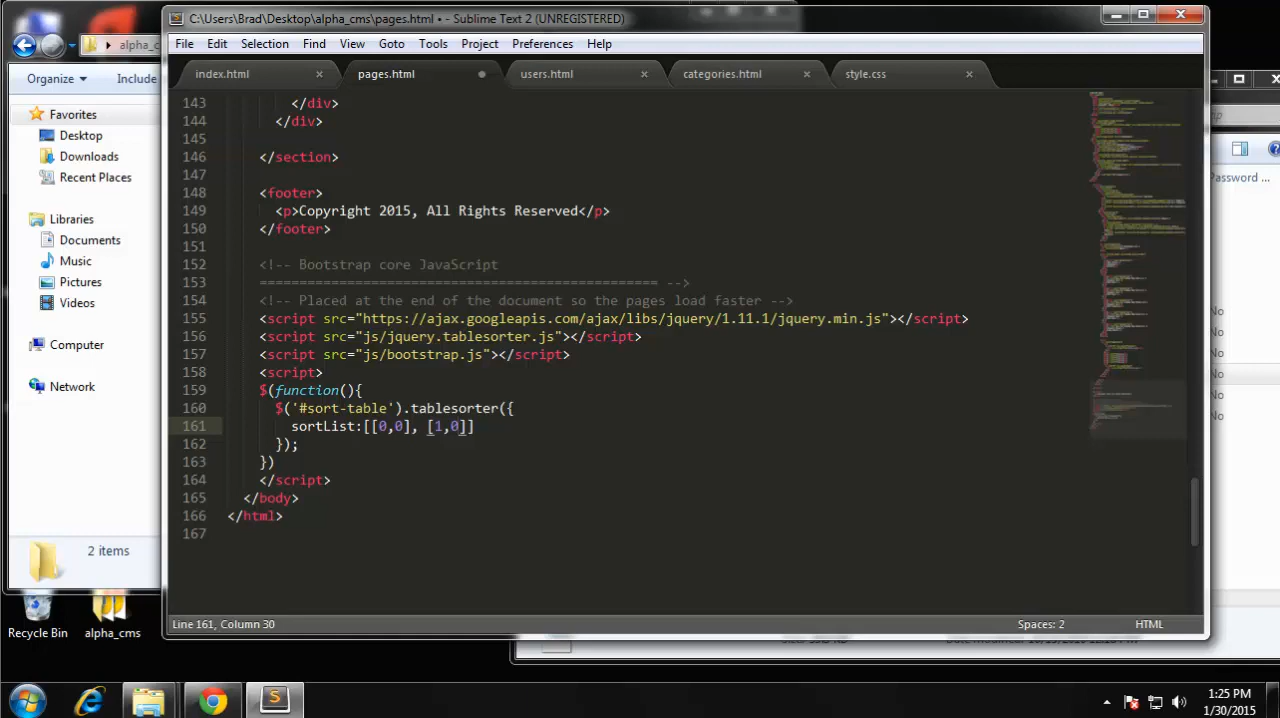 C:\Users\Brad\Desktop\alpha_cms\pages.html • - Sublime Text 2 (UNREGISTERED)
File Edit Selection Find View Goto Tools Project Preferences Help
index.html pages.html users.html categories.html style.css
alpha_c
Organize Include
Favorites
Desktop
Downloads
Recent Places
Libraries
Documents
Music
Pictures
Videos
Computer
Network
2 items
143 </div>
144 </div>
145
146 </section>
147
148 <footer>
149 <p>Copyright 2015, All Rights Reserved</p>
150 </footer>
151
152 <!-- Bootstrap core JavaScript
153 ================================================== -->
154 <!-- Placed at the end of the document so the pages load faster -->
155 <script src="https://ajax.googleapis.com/ajax/libs/jquery/1.11.1/jquery.min.js"></script>
156 <script src="js/jquery.tablesorter.js"></script>
157 <script src="js/bootstrap.js"></script>
158 <script>
159 $(function(){
160 $('#sort-table').tablesorter({
161 sortList:[[0,0], [1,0]]
162 });
163 })
164 </script>
165 </body>
166 </html>
167
Line 161, Column 30 Spaces: 2 HTML
Password ...
No
No
No
No
No
No
Recycle Bin alpha_cms
1:25 PM
1/30/2015